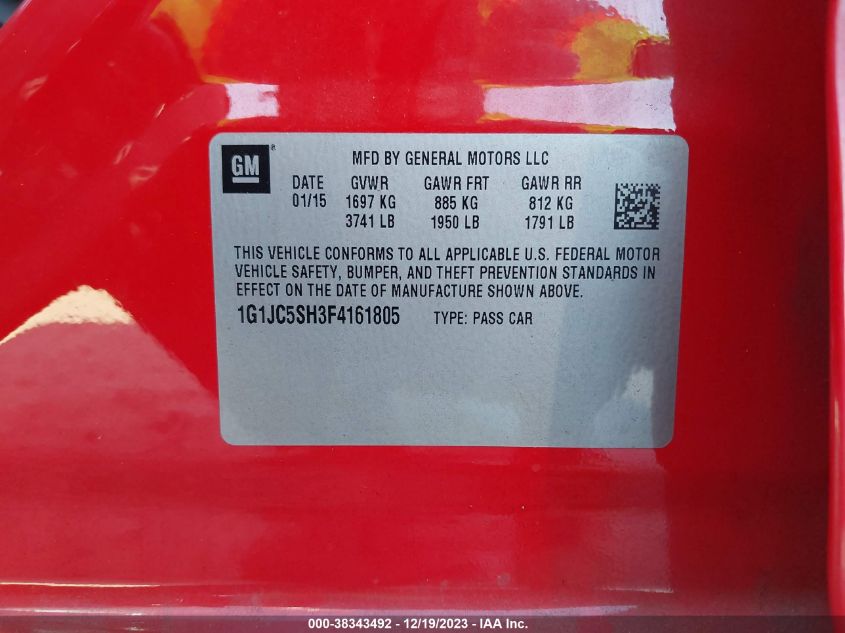 GM ®
MFD BY GENERAL MOTORS LLC
DATE GVWR GAWR FRT GAWR RR
01/15 1697 KG 885 KG 812 KG
3741 LB 1950 LB 1791 LB
THIS VEHICLE CONFORMS TO ALL APPLICABLE U.S. FEDERAL MOTOR
VEHICLE SAFETY, BUMPER, AND THEFT PREVENTION STANDARDS IN
EFFECT ON THE DATE OF MANUFACTURE SHOWN ABOVE.
1G1JC5SH3F4161805 TYPE: PASS CAR
000-38343492 - 12/19/2023 - IAA Inc.